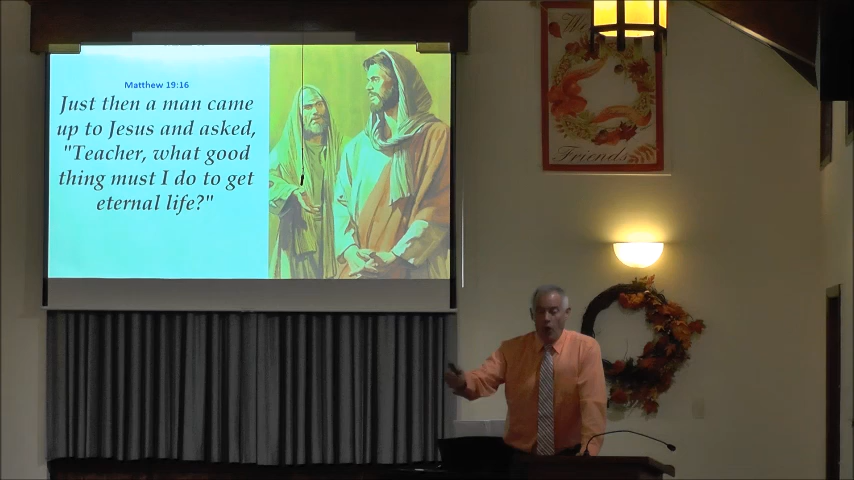 Matthew 19:16
Just then a man came
up to Jesus and asked,
"Teacher, what good
thing must I do to get
eternal life?"
Friends